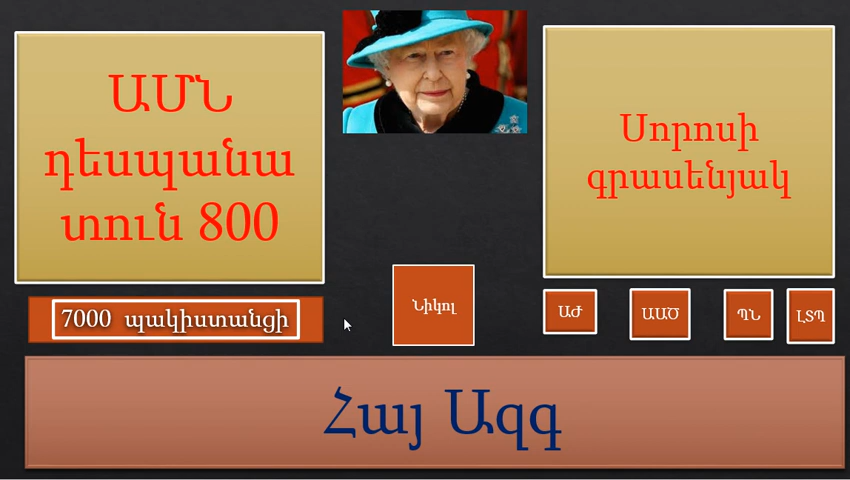 ԱՄՆ
դեսպանա
տուն 800
Սորոսի
գրասենյակ
7000 պակիստանցի
Նիկոլ
ԱԺ
ԱԱԾ
ՊՆ
ԼՏՊ
Հայ Ազգ